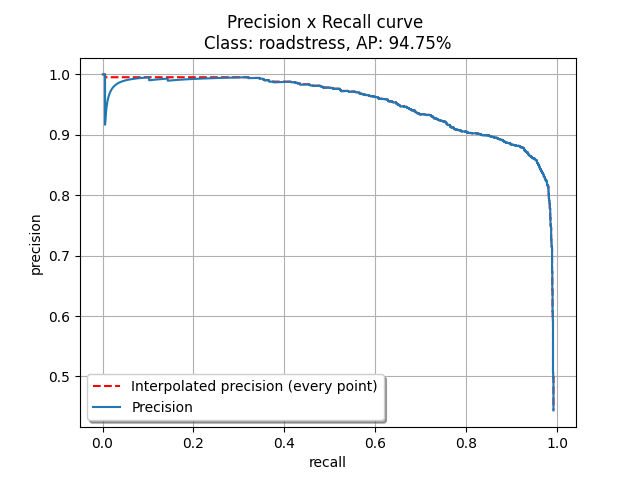 Precision x Recall curve
Class: roadstress, AP: 94.75%
1.0
0.9
0.8
0.7
0.6
0.5
precision
Interpolated precision (every point)
Precision
0.0 0.2 0.4 0.6 0.8 1.0
recall